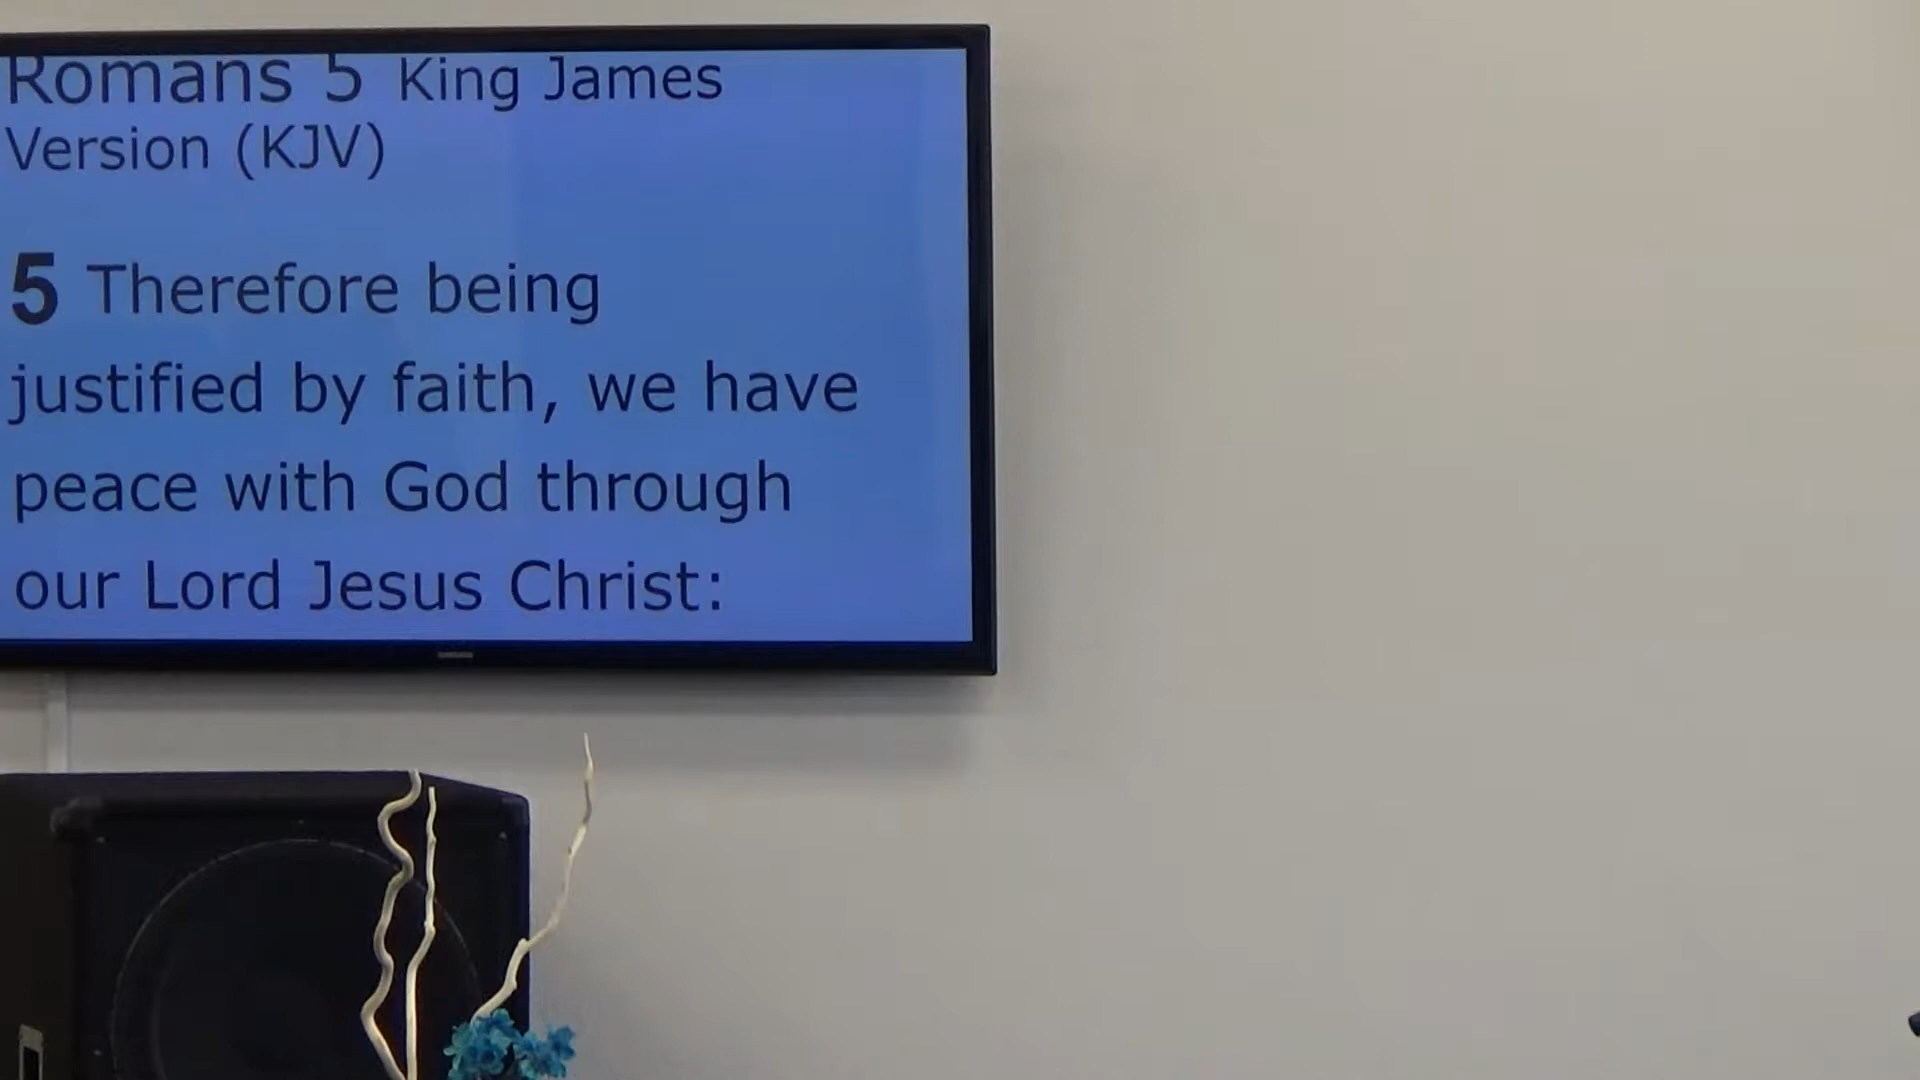 Romans 5 King James
Version (KJV)
5 Therefore being
justified by faith, we have
peace with God through
our Lord Jesus Christ: